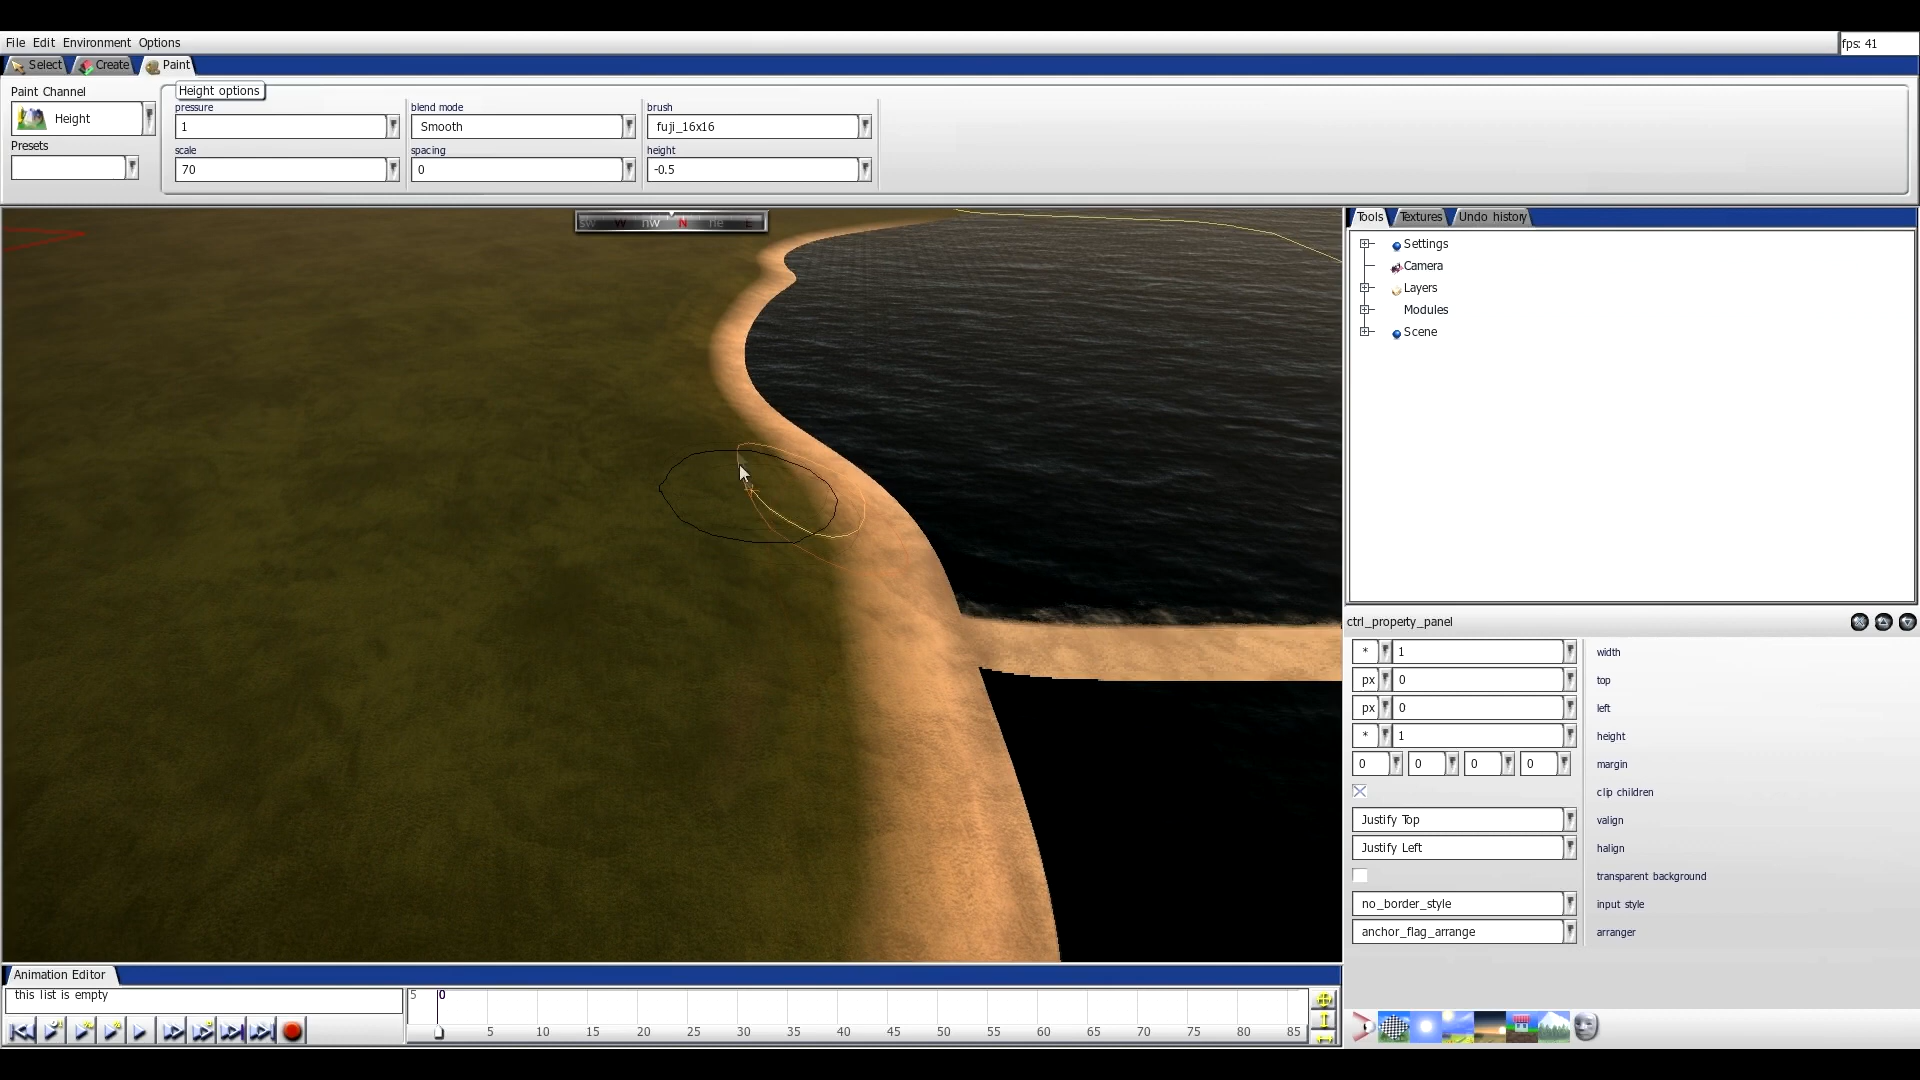 File Edit Environment Options
fps: 41
Select Create Paint
Paint Channel
Height
Presets
Height options
pressure blend mode brush
1 Smooth fuji_16x16
scale spacing height
70 0 -0.5
sw W nw N ne E
Tools Textures Undo history
Settings
Camera
Layers
Modules
Scene
ctrl_property_panel
* 1 width
px 0 top
px 0 left
* 1 height
0 0 0 0 margin
clip children
Justify Top valign
Justify Left halign
transparent background
no_border_style input style
anchor_flag_arrange arranger
Animation Editor
this list is empty
5 0
5 10 15 20 25 30 35 40 45 50 55 60 65 70 75 80 85